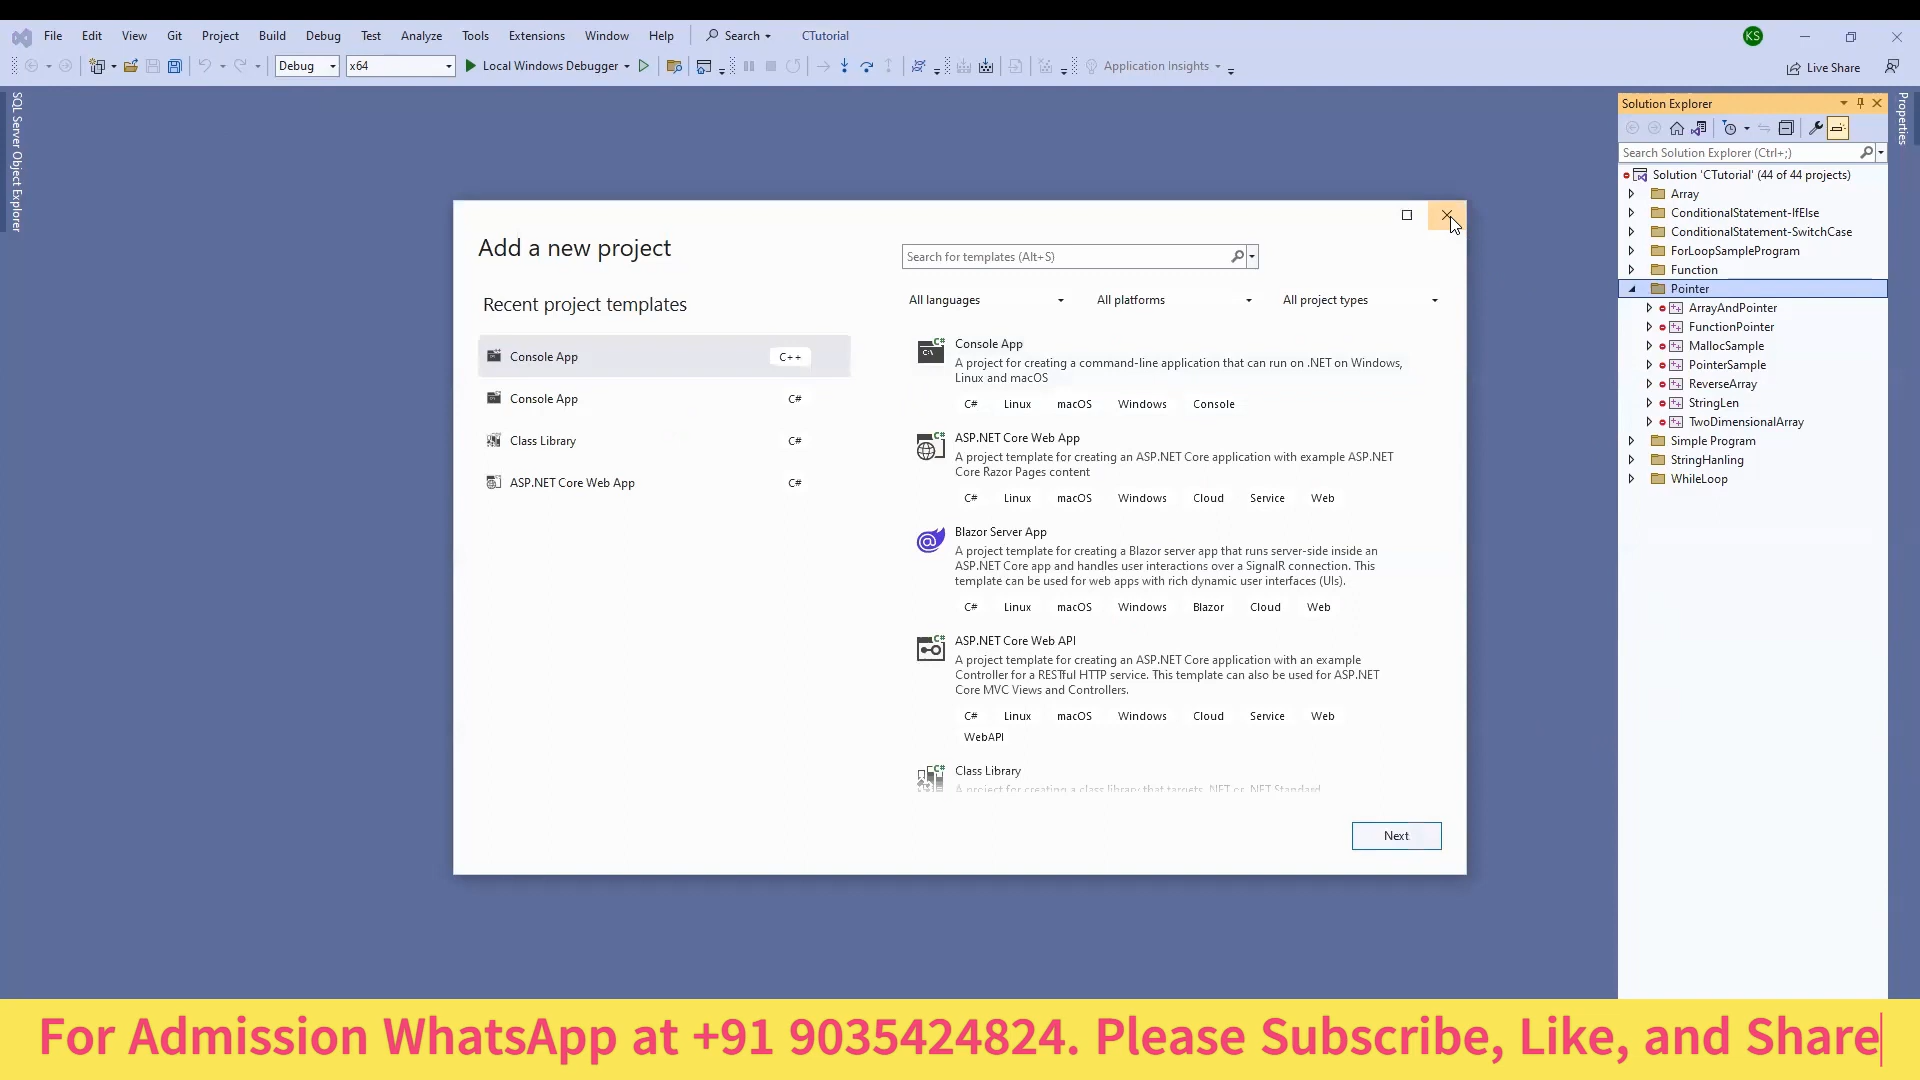 File Edit View Git Project Build Debug Test Analyze Tools Extensions Window Help Search CTutorial KS
Debug x64 Local Windows Debugger Application Insights Live Share
SQL Server Object Explorer
Solution Explorer
Properties
Search Solution Explorer (Ctrl+;)
Solution 'CTutorial' (44 of 44 projects)
Array
ConditionalStatement-IfElse
ConditionalStatement-SwitchCase
ForLoopSampleProgram
Function
Pointer
ArrayAndPointer
FunctionPointer
MallocSample
PointerSample
ReverseArray
StringLen
TwoDimensionalArray
Simple Program
StringHanling
WhileLoop
Add a new project
Search for templates (Alt+S)
Recent project templates
All languages All platforms All project types
Console App C++
Console App C#
Class Library C#
ASP.NET Core Web App C#
Console App
A project for creating a command-line application that can run on .NET on Windows,
Linux and macOS
C# Linux macOS Windows Console
ASP.NET Core Web App
A project template for creating an ASP.NET Core application with example ASP.NET
Core Razor Pages content
C# Linux macOS Windows Cloud Service Web
Blazor Server App
A project template for creating a Blazor server app that runs server-side inside an
ASP.NET Core app and handles user interactions over a SignalR connection. This
template can be used for web apps with rich dynamic user interfaces (UIs).
C# Linux macOS Windows Blazor Cloud Web
ASP.NET Core Web API
A project template for creating an ASP.NET Core application with an example
Controller for a RESTful HTTP service. This template can also be used for ASP.NET
Core MVC Views and Controllers.
C# Linux macOS Windows Cloud Service Web
WebAPI
Class Library
A project for creating a class library that targets .NET or .NET Standard
Next
For Admission WhatsApp at +91 9035424824. Please Subscribe, Like, and Share